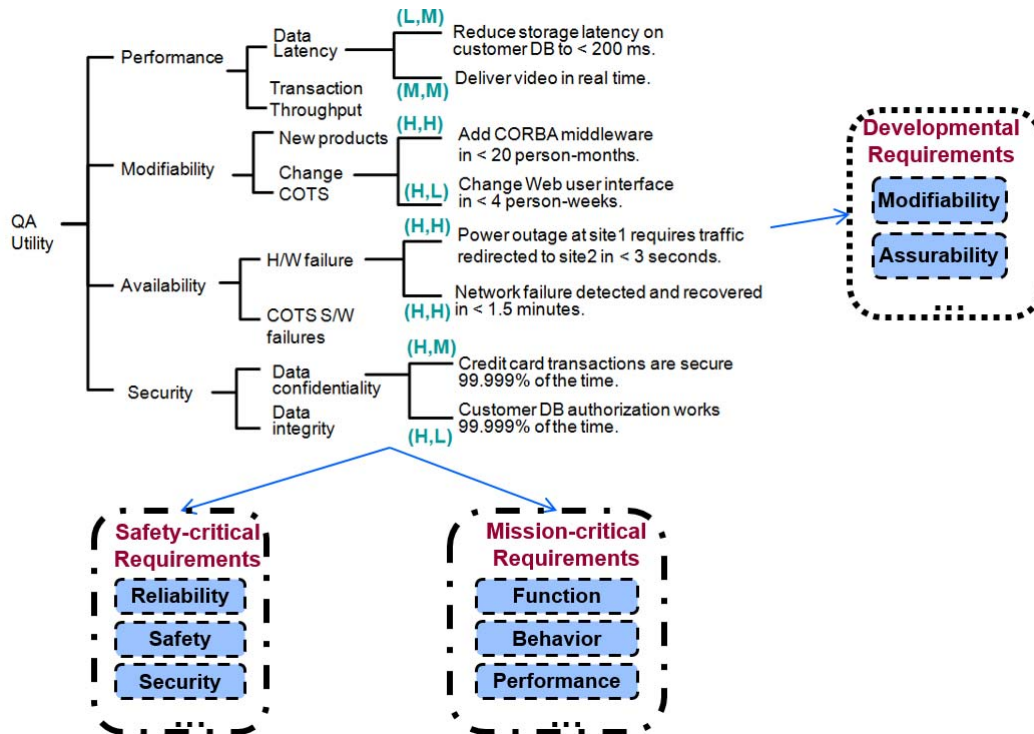 QA
Utility
Performance
Data
Latency
(L,M)
Reduce storage latency on
customer DB to < 200 ms.
Deliver video in real time.
(M,M)
Transaction
Throughput
Modifiability
New products
Change
COTS
(H,H)
Add CORBA middleware
in < 20 person-months.
(H,L)
Change Web user interface
in < 4 person-weeks.
Availability
H/W failure
(H,H)
Power outage at site1 requires traffic
redirected to site2 in < 3 seconds.
Network failure detected and recovered
in < 1.5 minutes.
(H,H)
COTS S/W
failures
Security
Data
confidentiality
(H,M)
Credit card transactions are secure
99.999% of the time.
Customer DB authorization works
99.999% of the time.
(H,L)
Data
integrity
Developmental
Requirements
Modifiability
Assurability
...
Safety-critical
Requirements
Reliability
Safety
Security
...
Mission-critical
Requirements
Function
Behavior
Performance
...